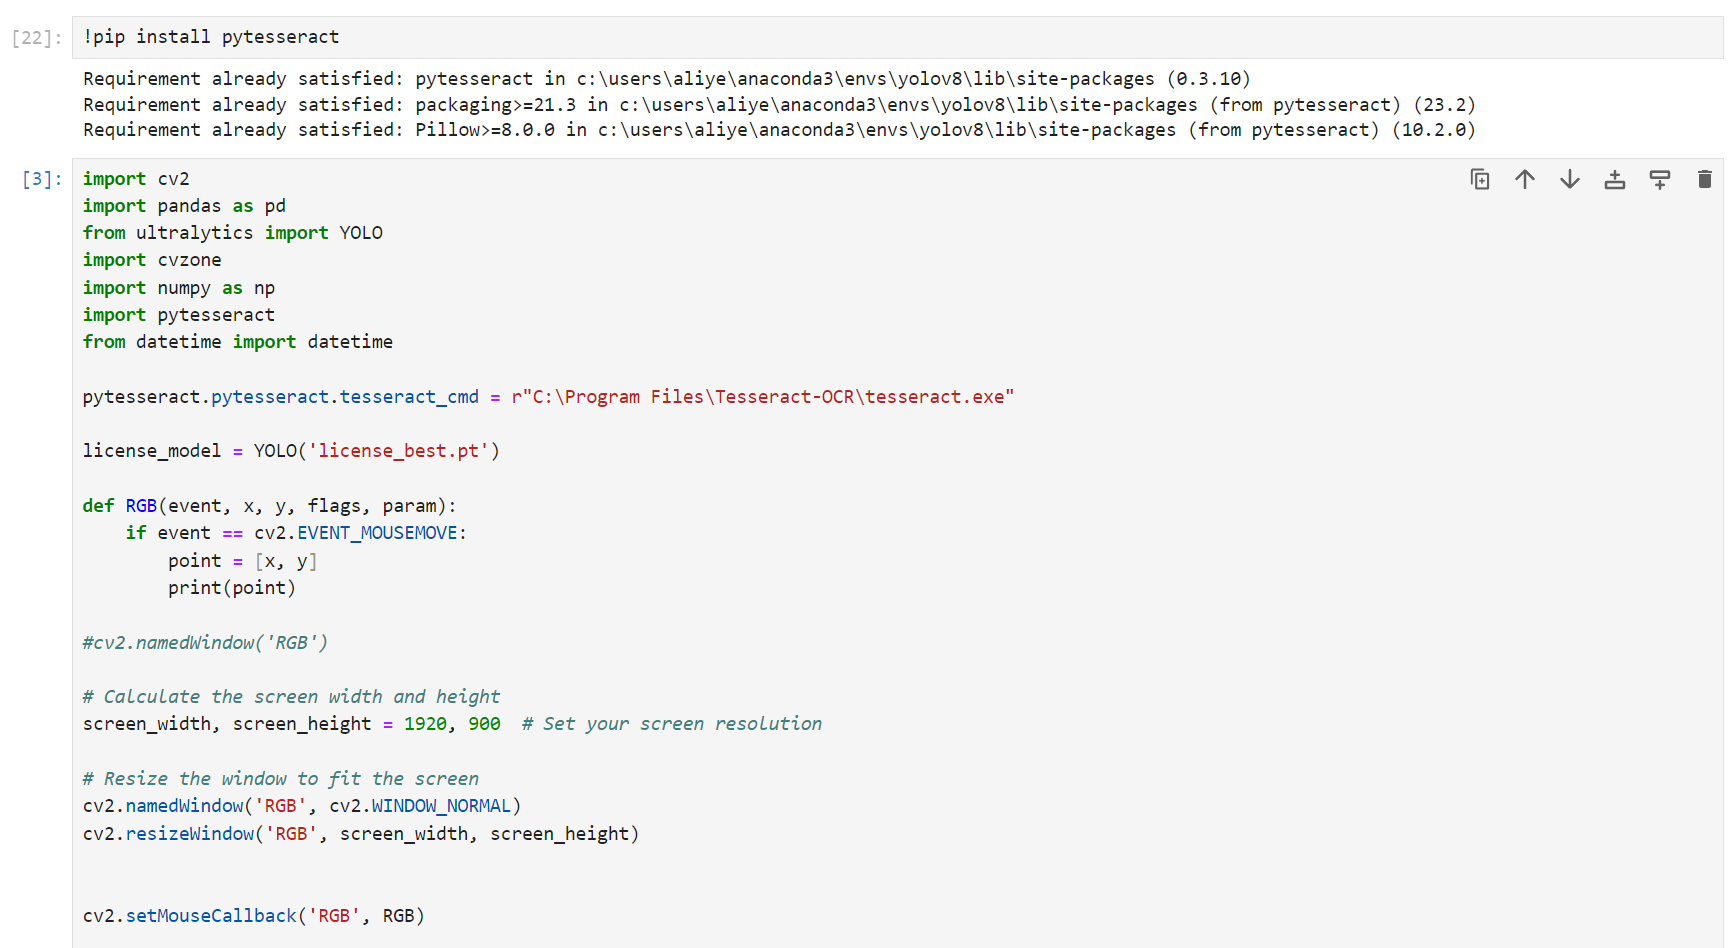 [22]: !pip install pytesseract
Requirement already satisfied: pytesseract in c:\users\aliye\anaconda3\envs\yolov8\lib\site-packages (0.3.10)
Requirement already satisfied: packaging>=21.3 in c:\users\aliye\anaconda3\envs\yolov8\lib\site-packages (from pytesseract) (23.2)
Requirement already satisfied: Pillow>=8.0.0 in c:\users\aliye\anaconda3\envs\yolov8\lib\site-packages (from pytesseract) (10.2.0)
[3]: import cv2
import pandas as pd
from ultralytics import YOLO
import cvzone
import numpy as np
import pytesseract
from datetime import datetime

pytesseract.pytesseract.tesseract_cmd = r"C:\Program Files\Tesseract-OCR\tesseract.exe"

license_model = YOLO('license_best.pt')

def RGB(event, x, y, flags, param):
    if event == cv2.EVENT_MOUSEMOVE:
        point = [x, y]
        print(point)

#cv2.namedWindow('RGB')

# Calculate the screen width and height
screen_width, screen_height = 1920, 900  # Set your screen resolution

# Resize the window to fit the screen
cv2.namedWindow('RGB', cv2.WINDOW_NORMAL)
cv2.resizeWindow('RGB', screen_width, screen_height)


cv2.setMouseCallback('RGB', RGB)